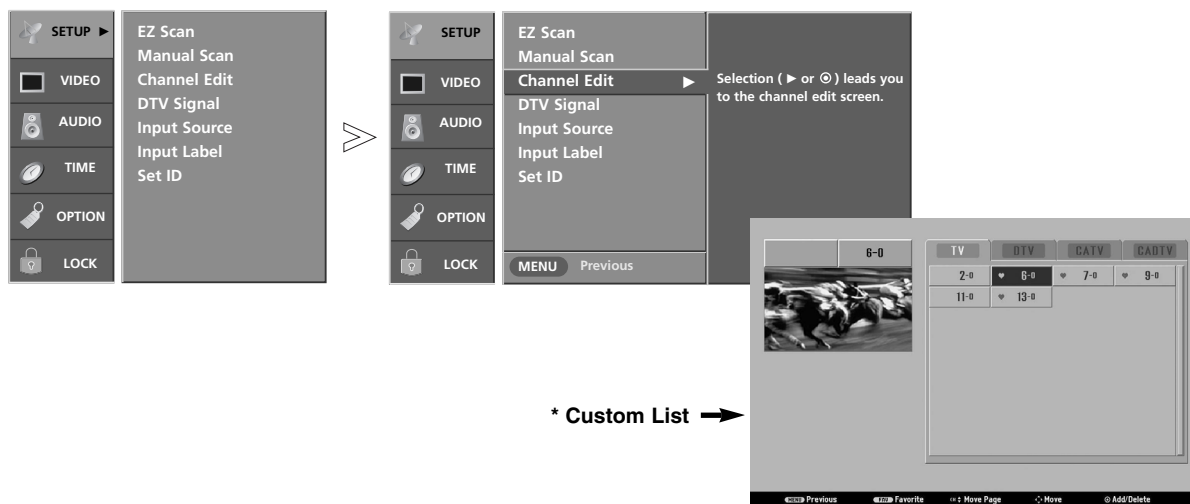 SETUP ►
VIDEO
AUDIO
TIME
OPTION
LOCK
EZ Scan
Manual Scan
Channel Edit
DTV Signal
Input Source
Input Label
Set ID
SETUP
VIDEO
AUDIO
TIME
OPTION
LOCK
EZ Scan
Manual Scan
Channel Edit ►
DTV Signal
Input Source
Input Label
Set ID
MENU Previous
Selection ( ► or ⊙ ) leads you
to the channel edit screen.
* Custom List
6-0
TV DTV CATV CADTV
2-0 ♥ 6-0 ♥ 7-0 ♥ 9-0
11-0 ♥ 13-0
MENU Previous FAV Favorite CH Move Page Move ⊙ Add/Delete